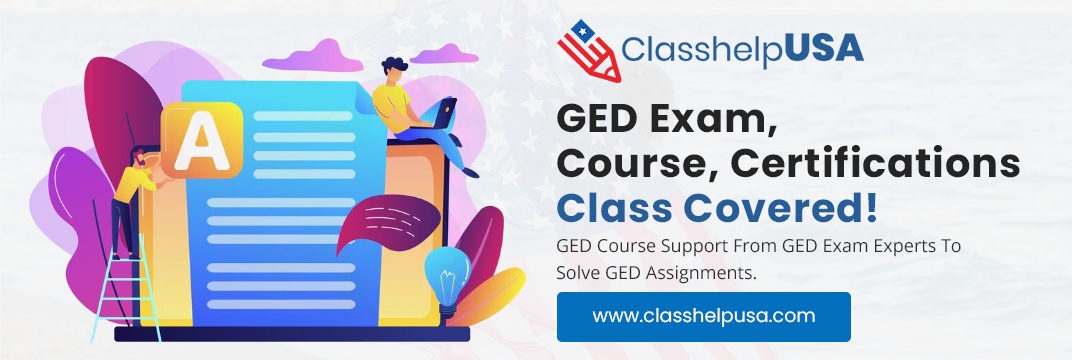 ClasshelpUSA
GED Exam,
Course, Certifications
Class Covered!
GED Course Support From GED Exam Experts To
Solve GED Assignments.
www.classhelpusa.com
A